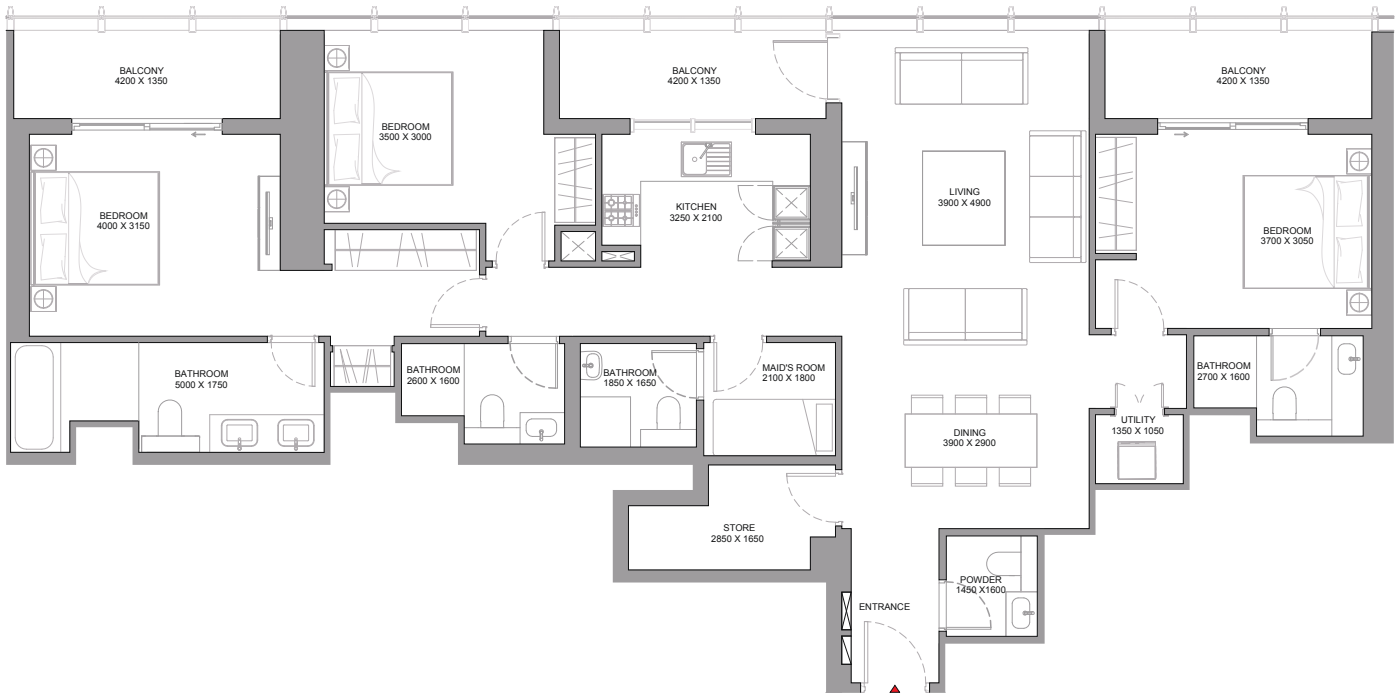 BALCONY
4200 X 1350
BEDROOM
3500 X 3000
BALCONY
4200 X 1350
BALCONY
4200 X 1350
BEDROOM
4000 X 3150
KITCHEN
3250 X 2100
LIVING
3900 X 4900
BEDROOM
3700 X 3050
BATHROOM
5000 X 1750
BATHROOM
2600 X 1600
BATHROOM
1850 X 1650
MAID'S ROOM
2100 X 1800
BATHROOM
2700 X 1600
DINING
3900 X 2900
UTILITY
1350 X 1050
STORE
2850 X 1650
POWDER
1450 X1600
ENTRANCE